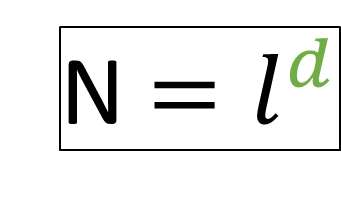 N = l^d